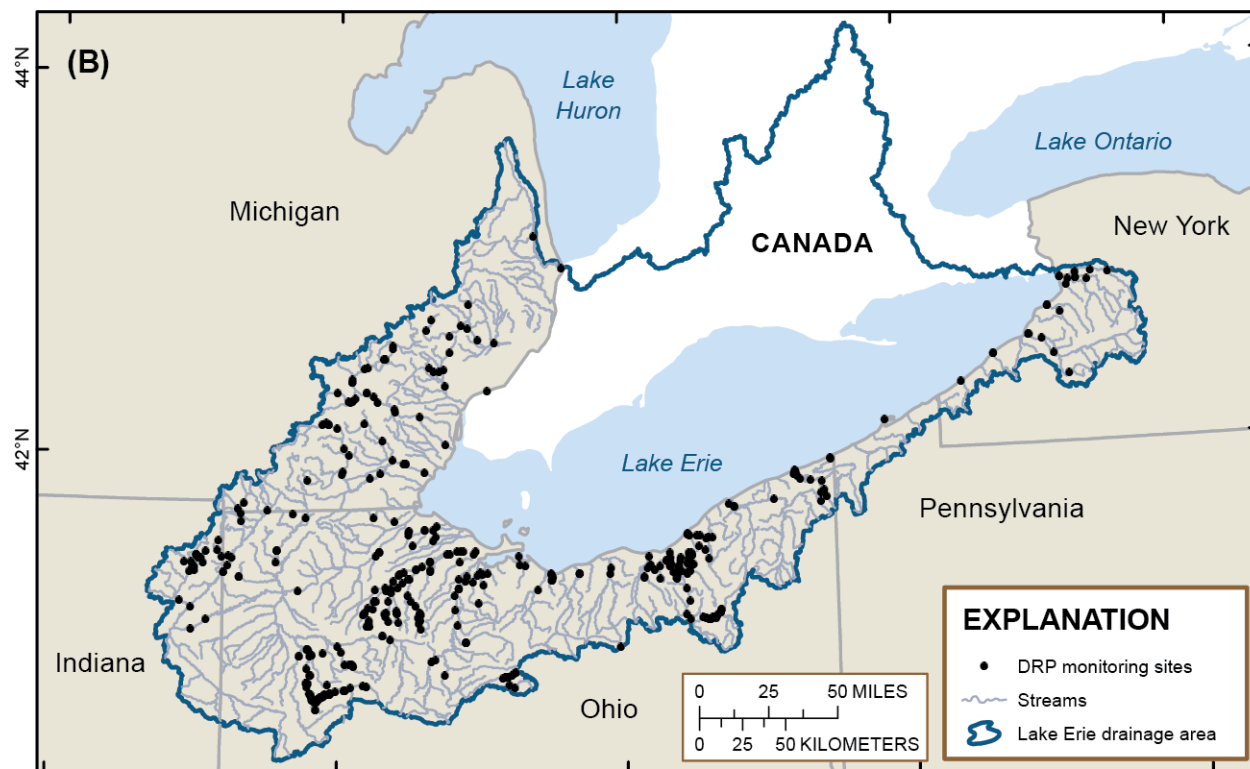 (B)
44°N
Lake
Huron
Lake Ontario
Michigan
New York
CANADA
42°N
Lake Erie
Pennsylvania
Indiana
Ohio
0 25 50 MILES
0 25 50 KILOMETERS
EXPLANATION
DRP monitoring sites
Streams
Lake Erie drainage area